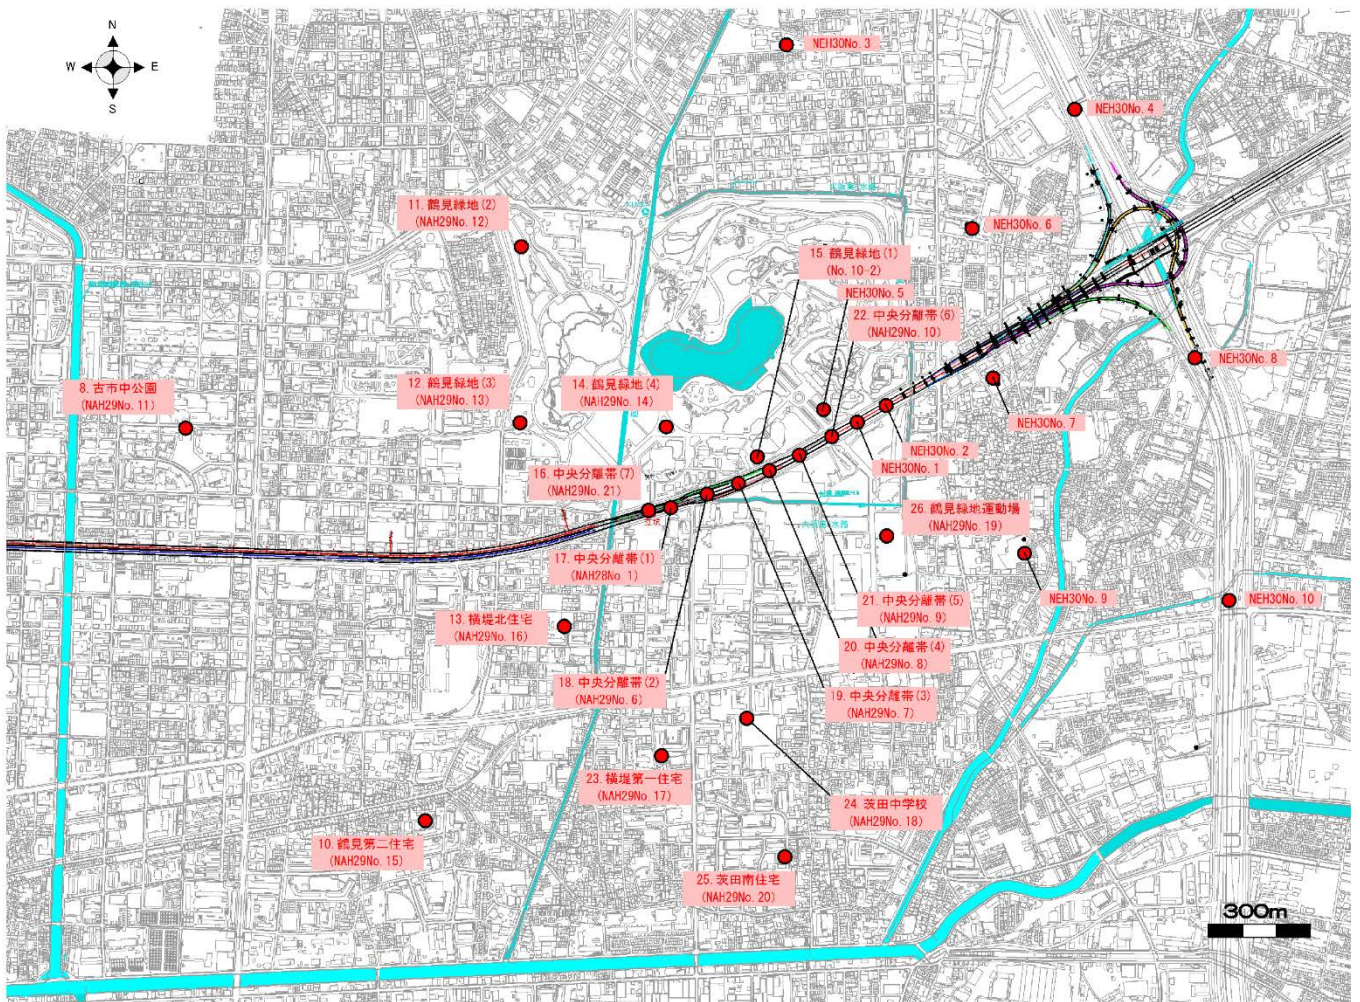 N
W
E
S
NEH30No. 3
NEH30No. 4
11. 鶴見緑地(2)
(NAH29No. 12)
NEH30No. 6
15. 鶴見緑地(1)
(No. 10-2)
NEH30No. 5
22. 中央分離帯(6)
(NAH29No. 10)
NEH30No. 8
8. 古市中公園
(NAH29No. 11)
12. 鶴見緑地(3)
(NAH29No. 13)
14. 鶴見緑地(4)
(NAH29No. 14)
NEH30No. 7
NEH30No. 2
NEH30No. 1
16. 中央分離帯(7)
(NAH29No. 21)
26. 鶴見緑地運動場
(NAH29No. 19)
17. 中央分離帯(1)
(NAH28No. 1)
21. 中央分離帯(5)
(NAH29No. 9)
NEH30No. 9
NEH30No. 10
13. 横堤北住宅
(NAH29No. 16)
20. 中央分離帯(4)
(NAH29No. 8)
18. 中央分離帯(2)
(NAH29No. 6)
19. 中央分離帯(3)
(NAH29No. 7)
23. 横堤第一住宅
(NAH29No. 17)
24. 茨田中学校
(NAH29No. 18)
10. 鶴見第二住宅
(NAH29No. 15)
25. 茨田南住宅
(NAH29No. 20)
300m